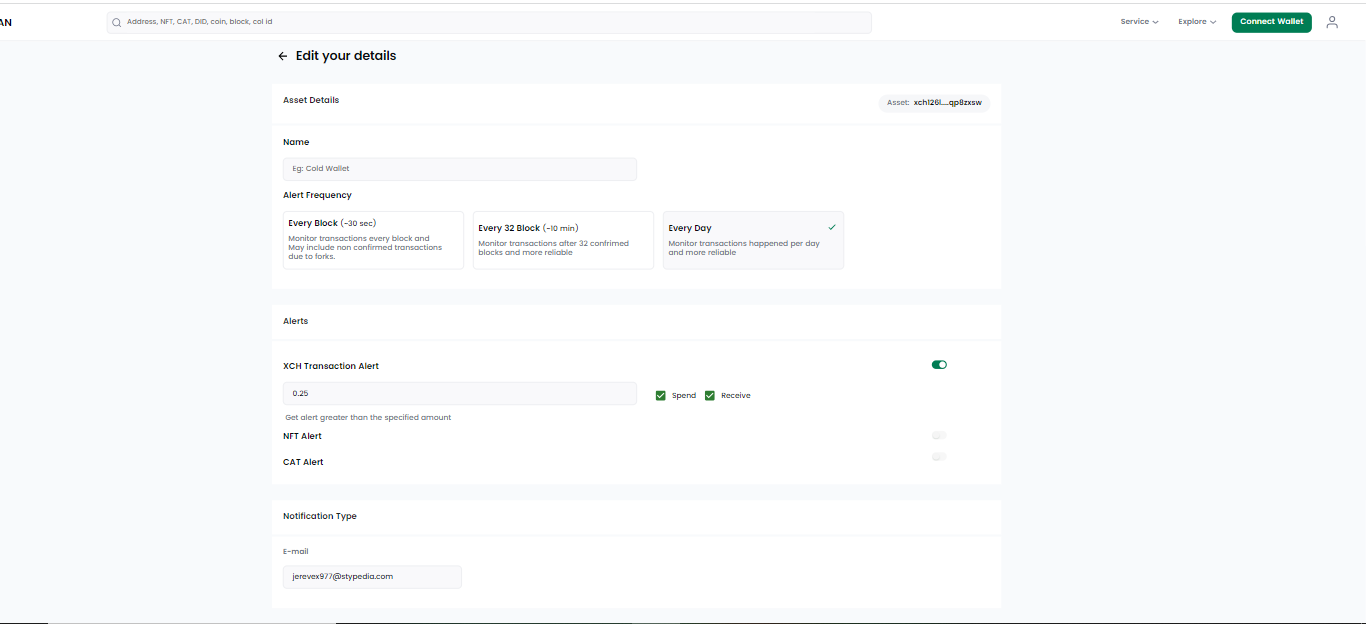 AN
Address, NFT, CAT, DID, coin, block, col id
Service
Explore
Connect Wallet
Edit your details
Asset Details
Asset: xch126l....qp8zxsw
Name
Eg: Cold Wallet
Alert Frequency
Every Block (~30 sec)
Monitor transactions every block and
May include non confirmed transactions
due to forks.
Every 32 Block (~10 min)
Monitor transactions after 32 confrimed
blocks and more reliable
Every Day
Monitor transactions happened per day
and more reliable
Alerts
XCH Transaction Alert
0.25
Spend
Receive
Get alert greater than the specified amount
NFT Alert
CAT Alert
Notification Type
E-mail
jerevex977@stypedia.com